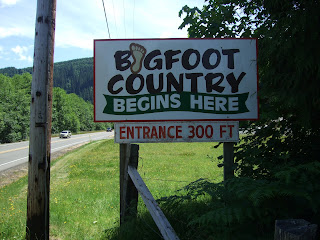 BIGFOOT
COUNTRY
BEGINS HERE
ENTRANCE 300 FT